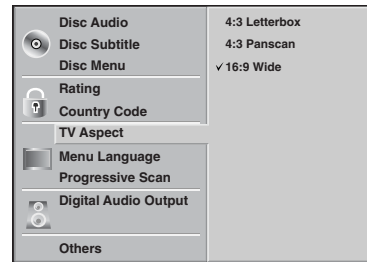 Disc Audio
Disc Subtitle
Disc Menu
Rating
Country Code
TV Aspect
Menu Language
Progressive Scan
Digital Audio Output
Others
4:3 Letterbox
4:3 Panscan
✓ 16:9 Wide